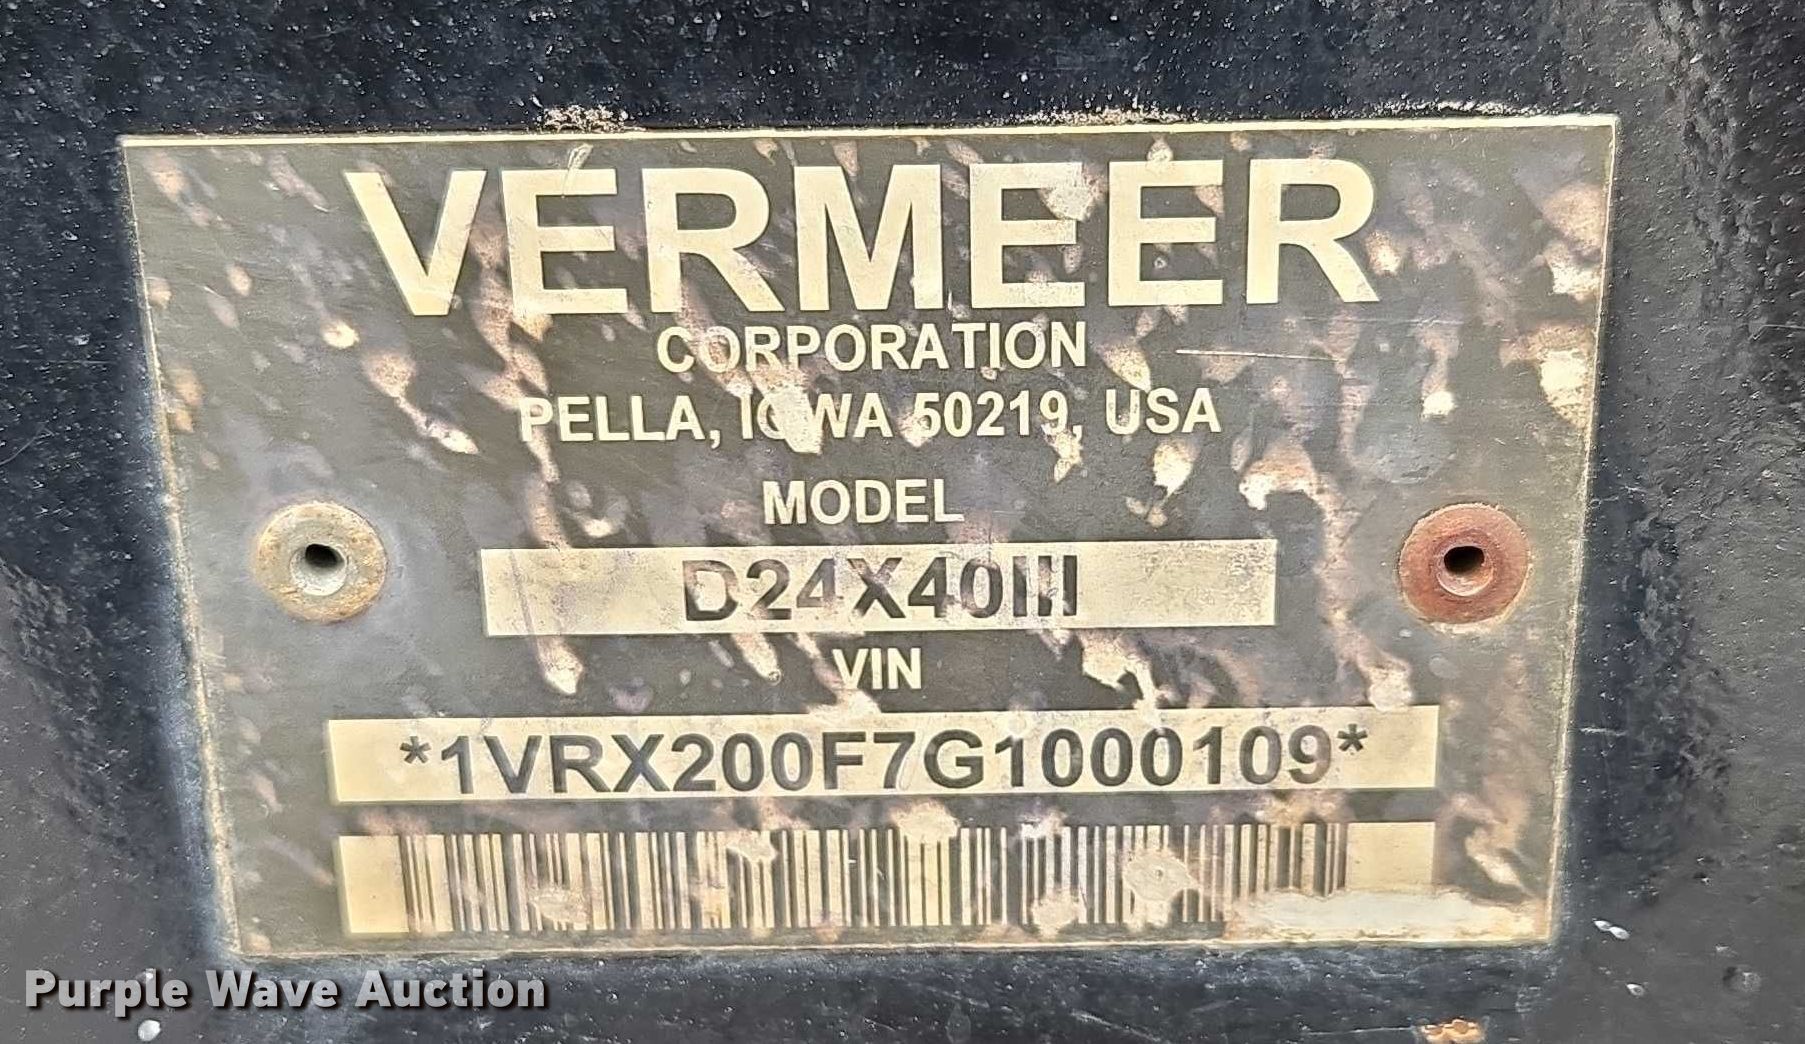 VERMEER
CORPORATION
PELLA, IOWA 50219, USA
MODEL
D24X40III
VIN
*1VRX200F7G1000109*
Purple Wave Auction